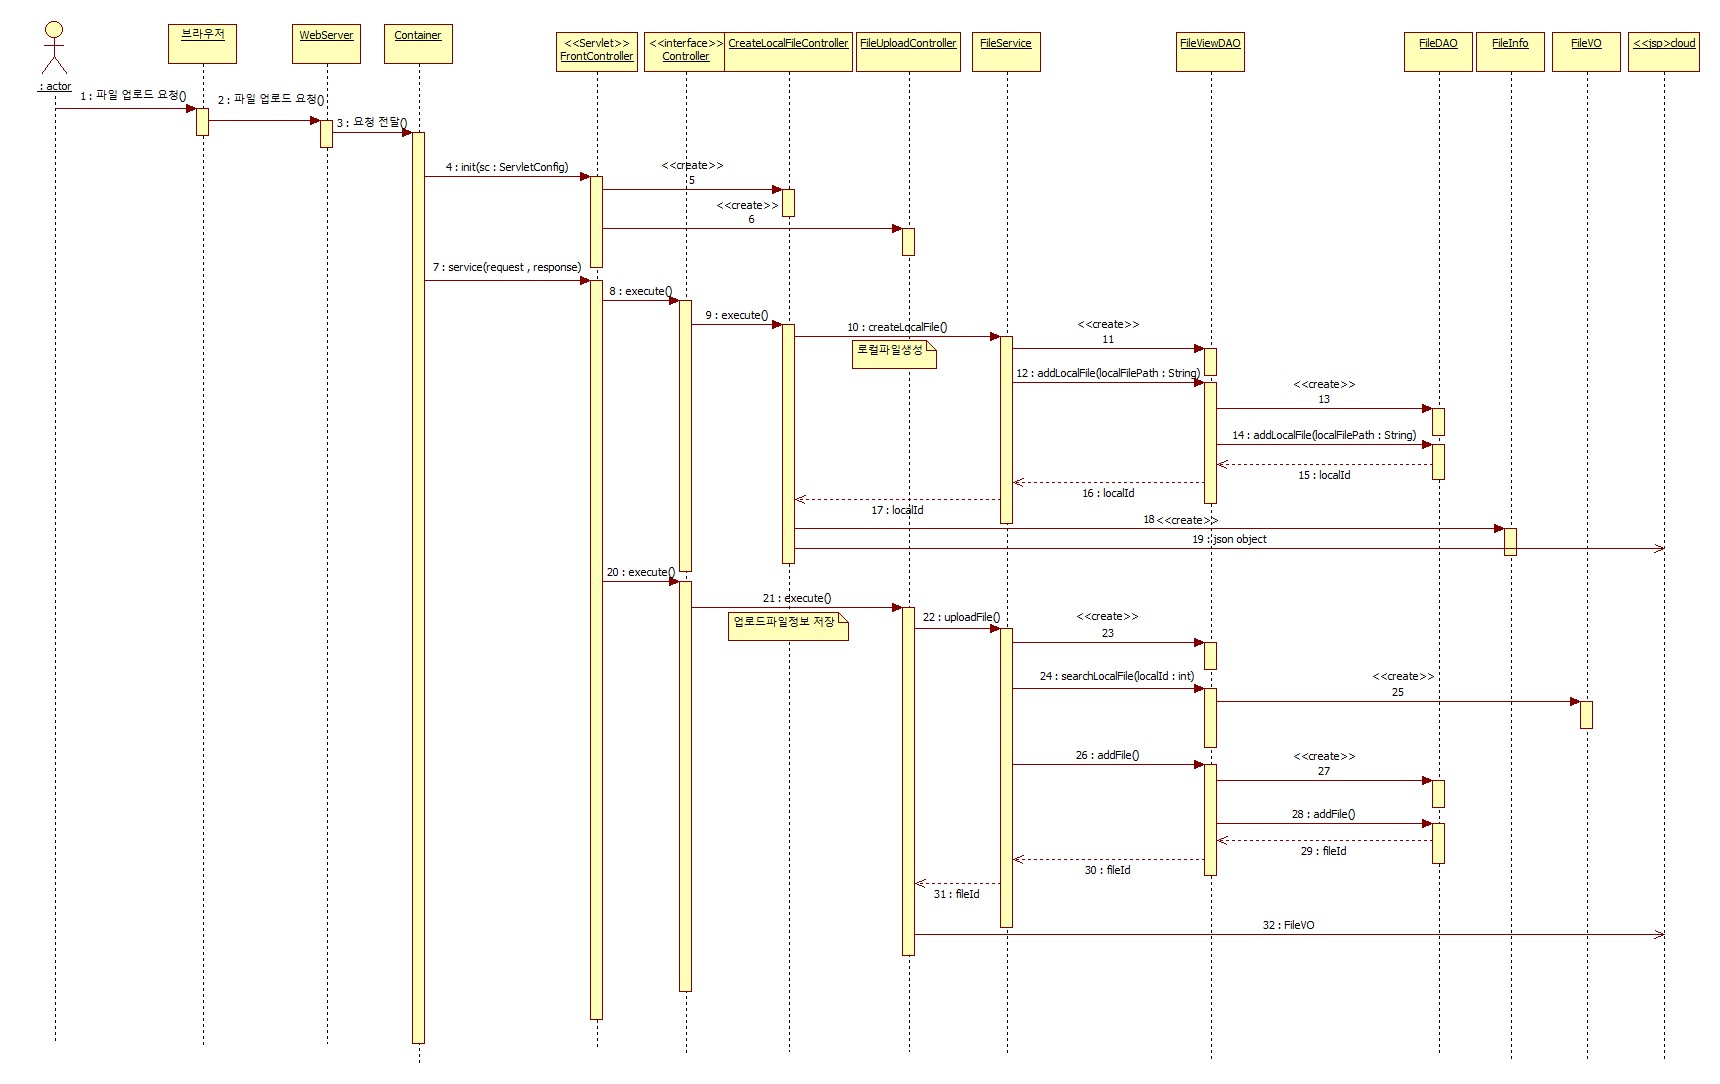 브라우저
WebServer
Container
<<Servlet>>
FrontController
<<interface>>
Controller
CreateLocalFileController
FileUploadController
FileService
FileViewDAO
FileDAO
FileInfo
FileVO
<<jsp>cloud
: actor
1 : 파일 업로드 요청()
2 : 파일 업로드 요청()
3 : 요청 전달()
4 : init(sc : ServletConfig)
<<create>>
5
<<create>>
6
7 : service(request , response)
8 : execute()
9 : execute()
10 : createLocalFile()
로컬파일생성
<<create>>
11
12 : addLocalFile(localFilePath : String)
<<create>>
13
14 : addLocalFile(localFilePath : String)
15 : localId
16 : localId
17 : localId
18 <<create>>
19 : json object
20 : execute()
21 : execute()
업로드파일정보 저장
22 : uploadFile()
<<create>>
23
24 : searchLocalFile(localId : int)
<<create>>
25
26 : addFile()
<<create>>
27
28 : addFile()
29 : fileId
30 : fileId
31 : fileId
32 : FileVO